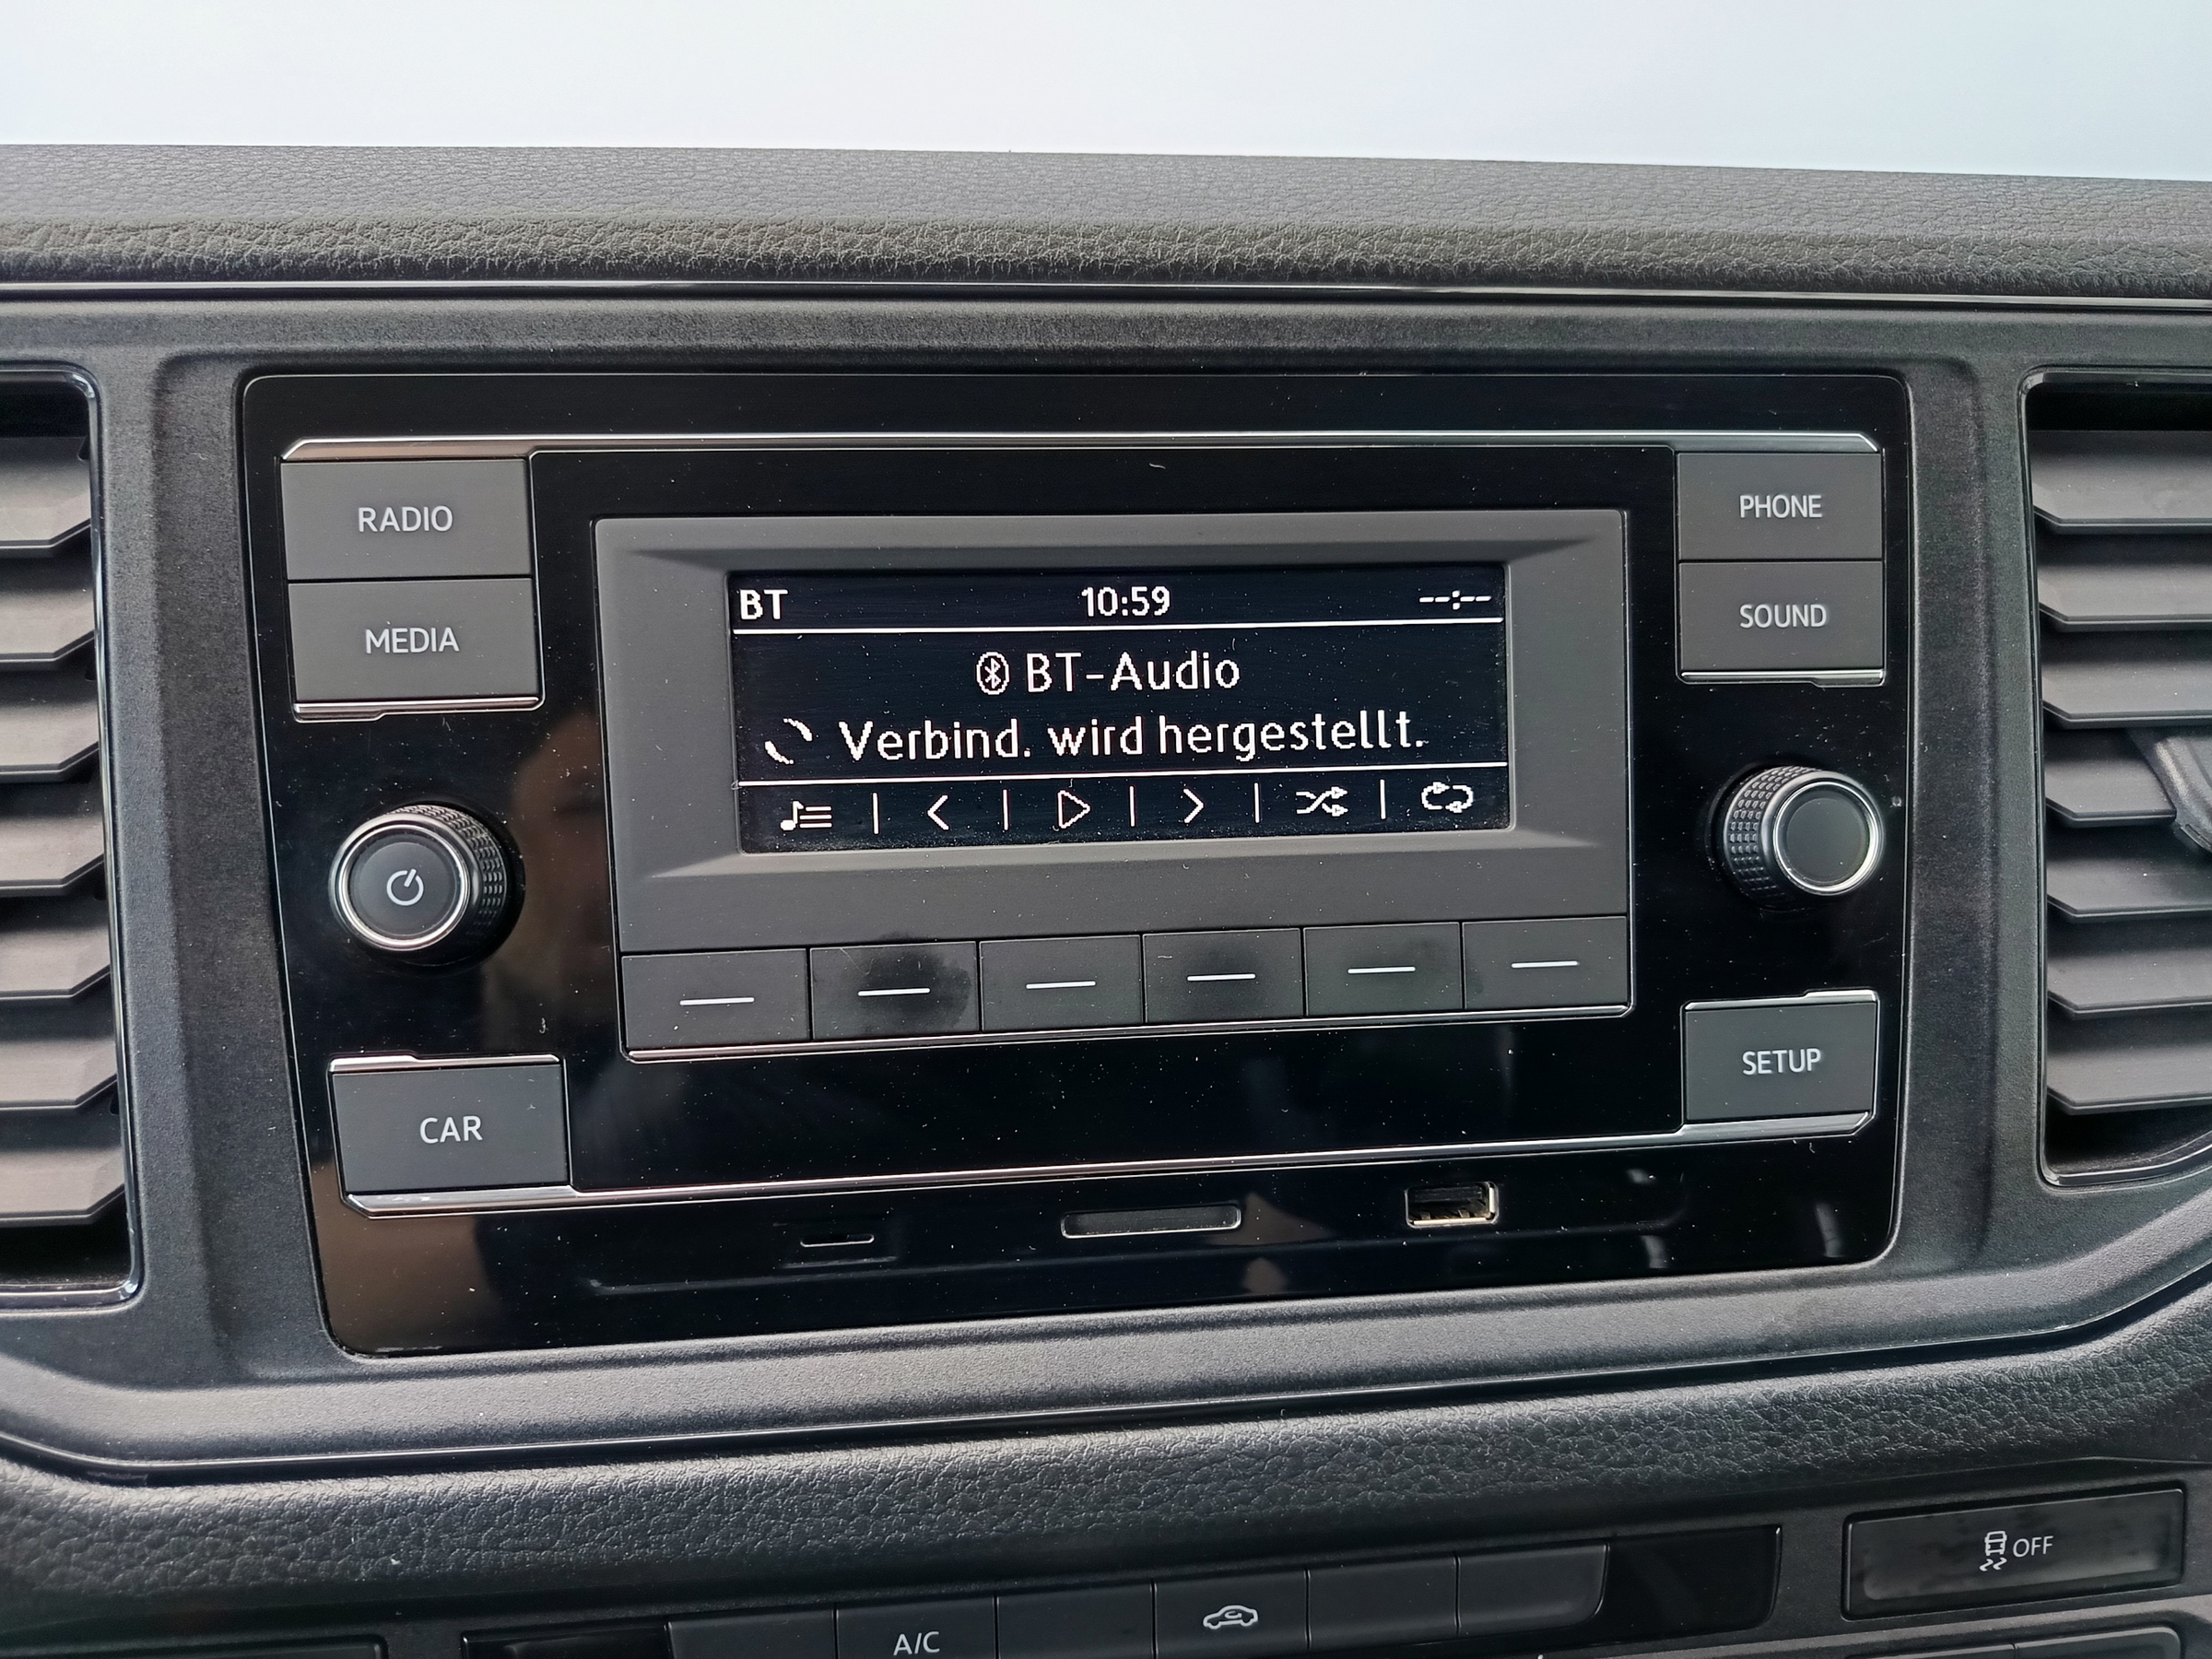 RADIO
MEDIA
BT 10:59 --:--
BT-Audio
Verbind. wird hergestellt.
PHONE
SOUND
CAR
SETUP
OFF
A/C